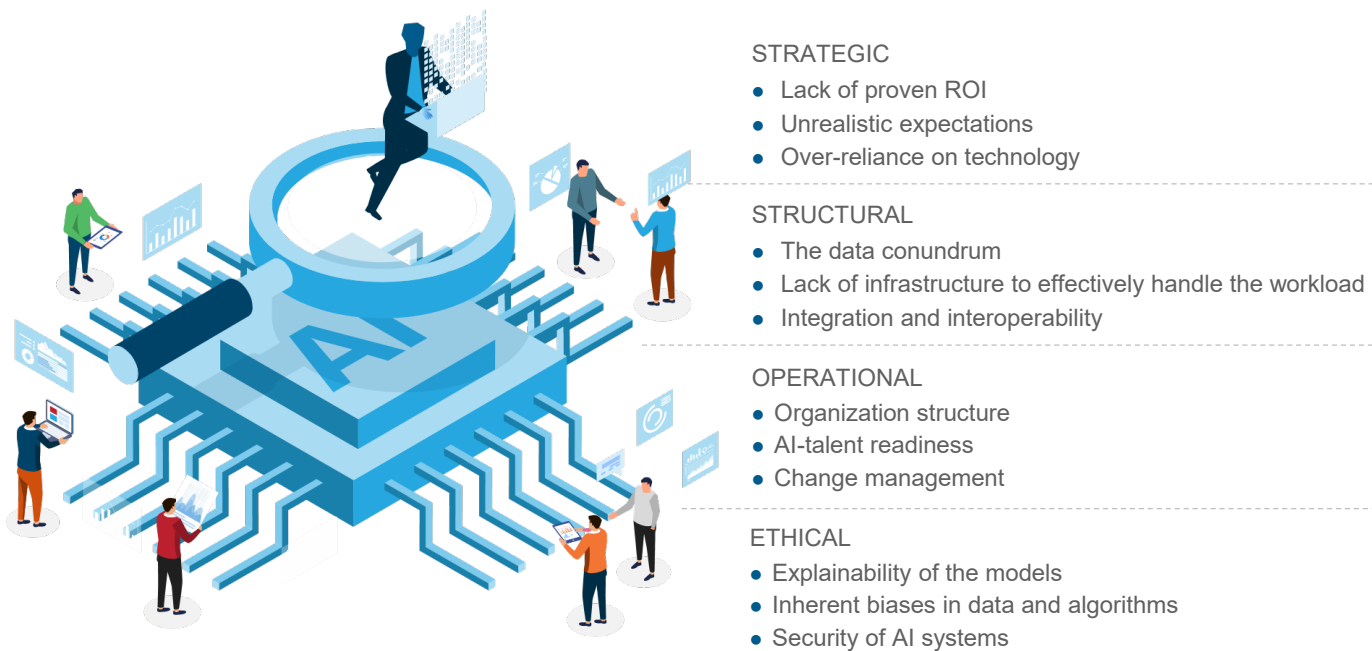 AI
STRATEGIC
● Lack of proven ROI
● Unrealistic expectations
● Over-reliance on technology
STRUCTURAL
● The data conundrum
● Lack of infrastructure to effectively handle the workload
● Integration and interoperability
OPERATIONAL
● Organization structure
● AI-talent readiness
● Change management
ETHICAL
● Explainability of the models
● Inherent biases in data and algorithms
● Security of AI systems